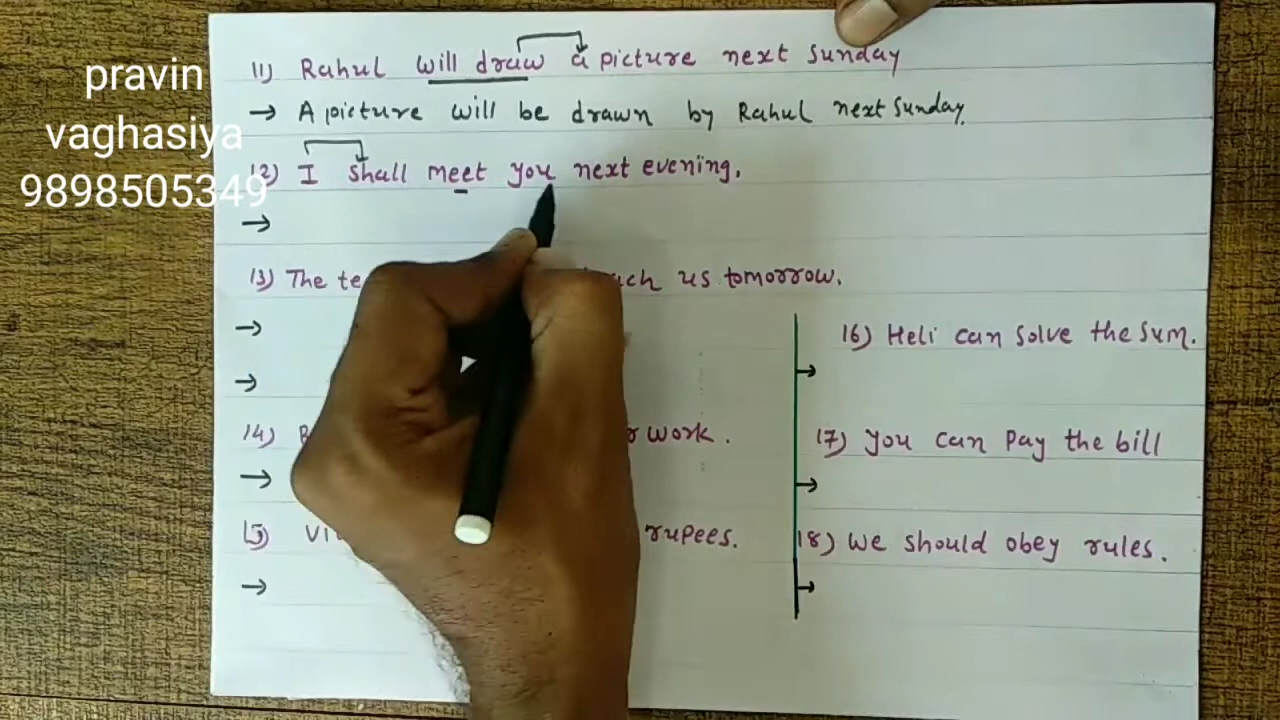 pravin
vaghasiya
9898505349
11) Rahul will draw a picture next Sunday
→ A picture will be drawn by Rahul next Sunday.
12) I shall meet you next evening.
→
13) The us tomorrow.
→
→
14) work.
→
15) rupees.
→
16) Heli can solve the sum.
→
17) you can pay the bill
→
18) we should obey rules.
→